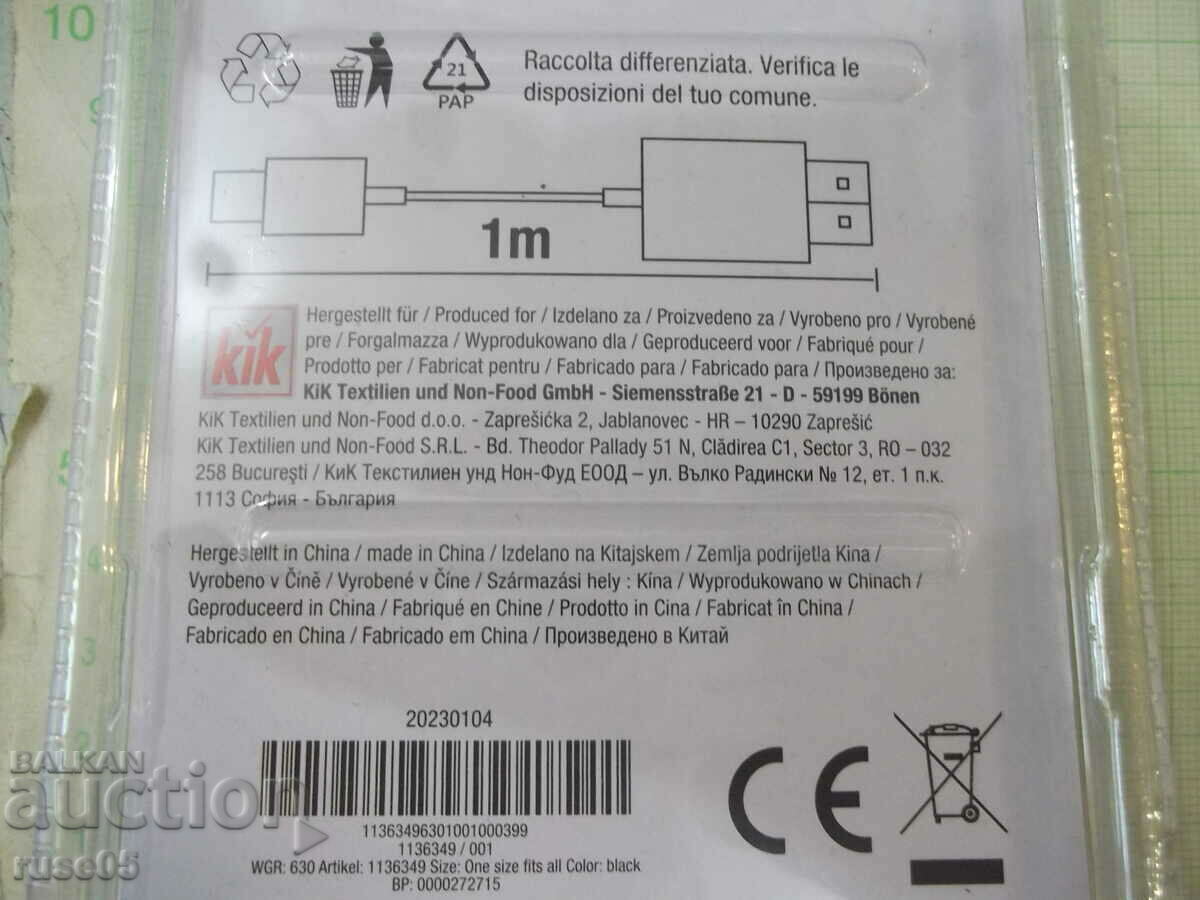 10
9
21
PAP
Raccolta differenziata. Verifica le
disposizioni del tuo comune.
1m
kik
Hergestellt für / Produced for / Izdelano za / Proizvedeno za / Vyrobeno pro / Vyrobené
pre / Forgalmazza / Wyprodukowano dla / Geproduceerd voor / Fabriqué pour /
Prodotto per / Fabricat pentru / Fabricado para / Fabricado para / Произведено за:
KiK Textilien und Non-Food GmbH - Siemensstraße 21 - D - 59199 Bönen
KiK Textilien und Non-Food d.o.o. - Zaprešićka 2, Jablanovec - HR – 10290 Zaprešić
KiK Textilien und Non-Food S.R.L. - Bd. Theodor Pallady 51 N, Clădirea C1, Sector 3, RO – 032
258 Bucureşti / КиК Текстилиен унд Нон-Фуд ЕООД – ул. Вълко Радински № 12, ет. 1 п.к.
1113 София - България
5
4
3
2
Hergestellt in China / made in China / Izdelano na Kitajskem / Zemlja podrijetla Kina /
Vyrobeno v Čině / Vyrobené v Číne / Származási hely : Kína / Wyprodukowano w Chinach /
Geproduceerd in China / Fabriqué en Chine / Prodotto in Cina / Fabricat în China /
Fabricado en China / Fabricado em China / Произведено в Китай
20230104
11363496301001000399
1136349 / 001
WGR: 630 Artikel: 1136349 Size: One size fits all Color: black
BP: 0000272715
CE
BALKAN
auction
ruse05